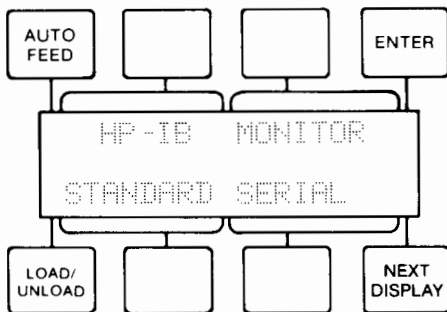 AUTO
FEED
ENTER
HP-IB MONITOR
STANDARD SERIAL
LOAD/
UNLOAD
NEXT
DISPLAY